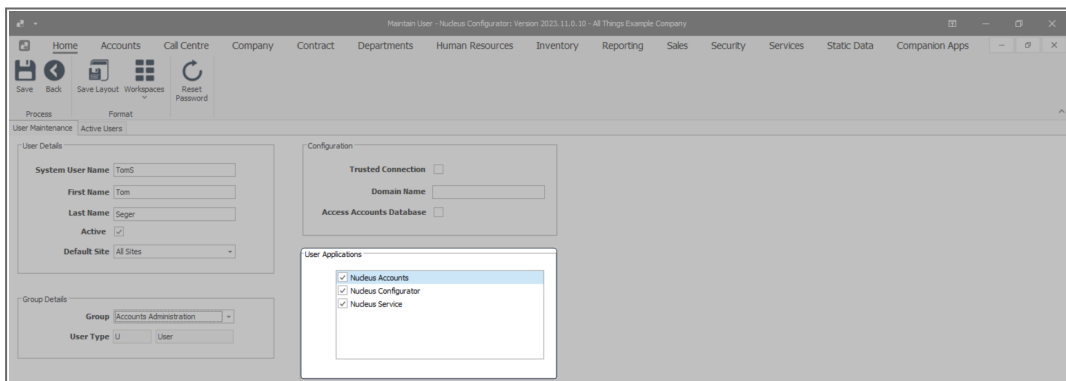 Maintain User - Nucleus Configurator: Version 2023.11.0.10 - All Things Example Company
Home Accounts Call Centre Company Contract Departments Human Resources Inventory Reporting Sales Security Services Static Data Companion Apps
Save Back Save Layout Workspaces Reset Password
Process Format
User Maintenance Active Users
User Details
System User Name TomS
First Name Tom
Last Name Seger
Active
Default Site All Sites
Group Details
Group Accounts Administration
User Type U User
Configuration
Trusted Connection
Domain Name
Access Accounts Database
User Applications
Nucleus Accounts
Nucleus Configurator
Nucleus Service